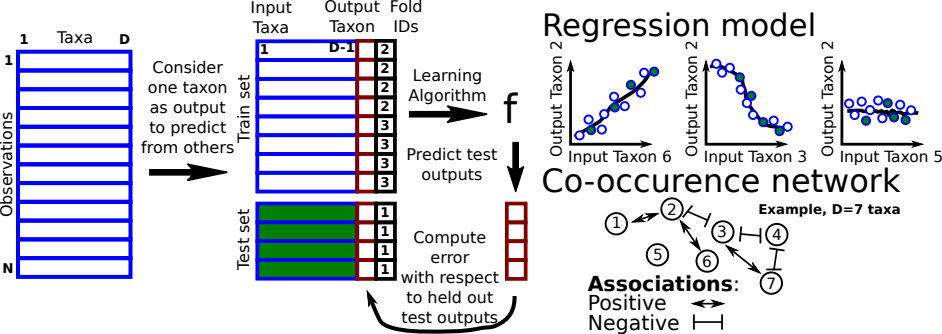 1 Taxa D
1
Observations
N
Consider
one taxon
as output
to predict
from others
Input
Taxa
Output
Taxon
Fold
IDs
1 D-1
Train set
2
2
2
2
3
3
3
3
Test set
1
1
1
1
Learning
Algorithm
f
Predict test
outputs
Compute
error
with respect
to held out
test outputs
Regression model
Output Taxon 2
Input Taxon 6
Output Taxon 2
Input Taxon 3
Output Taxon 2
Input Taxon 5
Co-occurence network
Example, D=7 taxa
1
2
3
4
5
6
7
Associations:
Positive
Negative